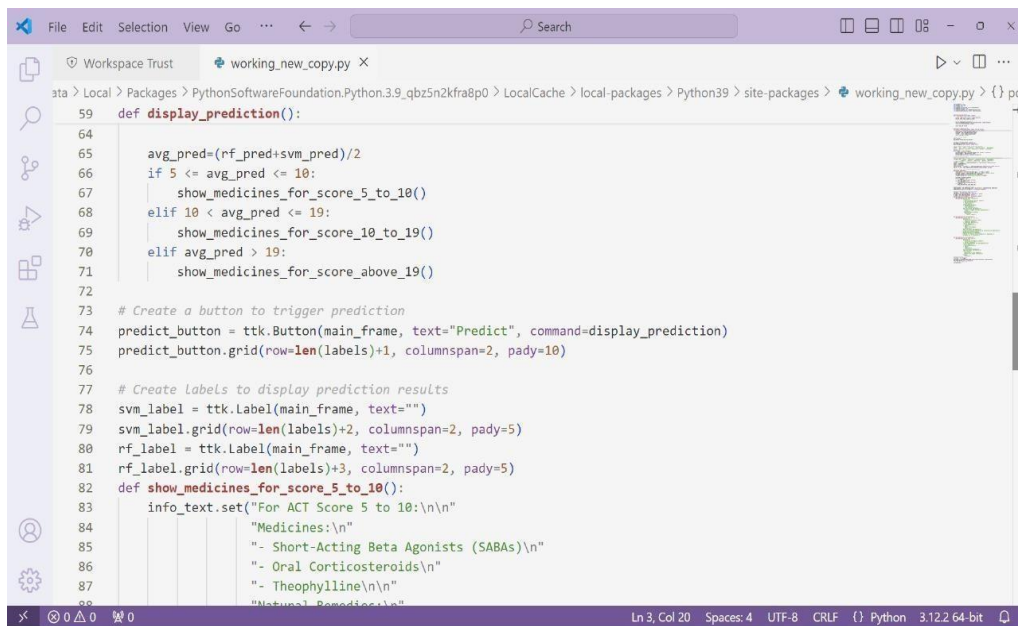 File Edit Selection View Go ··· ← → Search
Workspace Trust working_new_copy.py ×
ata > Local > Packages > PythonSoftwareFoundation.Python.3.9_qbz5n2kfra8p0 > LocalCache > local-packages > Python39 > site-packages > working_new_copy.py > {} po
59 def display_prediction():
64
65 avg_pred=(rf_pred+svm_pred)/2
66 if 5 <= avg_pred <= 10:
67 show_medicines_for_score_5_to_10()
68 elif 10 < avg_pred <= 19:
69 show_medicines_for_score_10_to_19()
70 elif avg_pred > 19:
71 show_medicines_for_score_above_19()
72
73 # Create a button to trigger prediction
74 predict_button = ttk.Button(main_frame, text="Predict", command=display_prediction)
75 predict_button.grid(row=len(labels)+1, columnspan=2, pady=10)
76
77 # Create Labels to display prediction results
78 svm_label = ttk.Label(main_frame, text="")
79 svm_label.grid(row=len(labels)+2, columnspan=2, pady=5)
80 rf_label = ttk.Label(main_frame, text="")
81 rf_label.grid(row=len(labels)+3, columnspan=2, pady=5)
82 def show_medicines_for_score_5_to_10():
83 info_text.set("For ACT Score 5 to 10:\n\n"
84 "Medicines:\n"
85 "- Short-Acting Beta Agonists (SABAs)\n"
86 "- Oral Corticosteroids\n"
87 "- Theophylline\n\n"
88 "Natural Remedies:\n"
0 0 0 Ln 3, Col 20 Spaces: 4 UTF-8 CRLF {} Python 3.12.2 64-bit